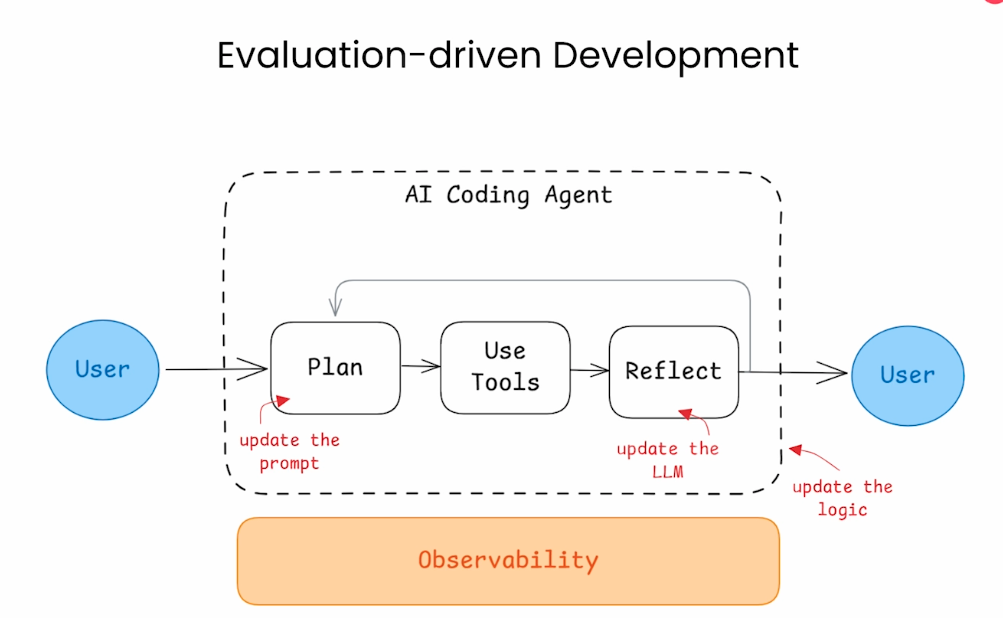 Evaluation-driven Development
AI Coding Agent
User
Plan
Use
Tools
Reflect
User
update the
prompt
update the
LLM
update the
logic
Observability